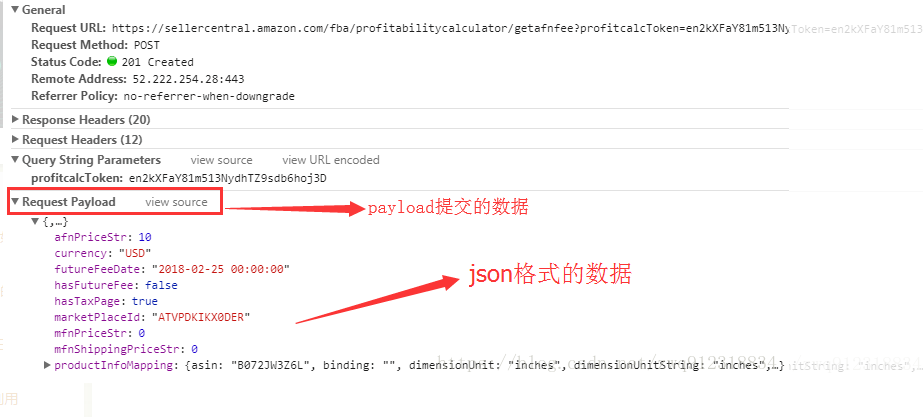 General
Request URL: https://sellercentral.amazon.com/fba/profitabilitycalculator/getafnfee?profitcalcToken=en2kXFaY81m513NydhTZ9sdb6hoj3D
Request Method: POST
Status Code: 201 Created
Remote Address: 52.222.254.28:443
Referrer Policy: no-referrer-when-downgrade
Response Headers (20)
Request Headers (12)
Query String Parameters view source view URL encoded
profitcalcToken: en2kXFaY81m513NydhTZ9sdb6hoj3D
Request Payload view source
payload提交的数据
{,…}
afnPriceStr: 10
currency: "USD"
futureFeeDate: "2018-02-25 00:00:00"
hasFutureFee: false
json格式的数据
hasTaxPage: true
marketPlaceId: "ATVPDKIKX0DER"
mfnPriceStr: 0
mfnShippingPriceStr: 0
productInfoMapping: {asin: "B072JW3Z6L", binding: "", dimensionUnit: "inches", dimensionUnitString: "inches",…}
用